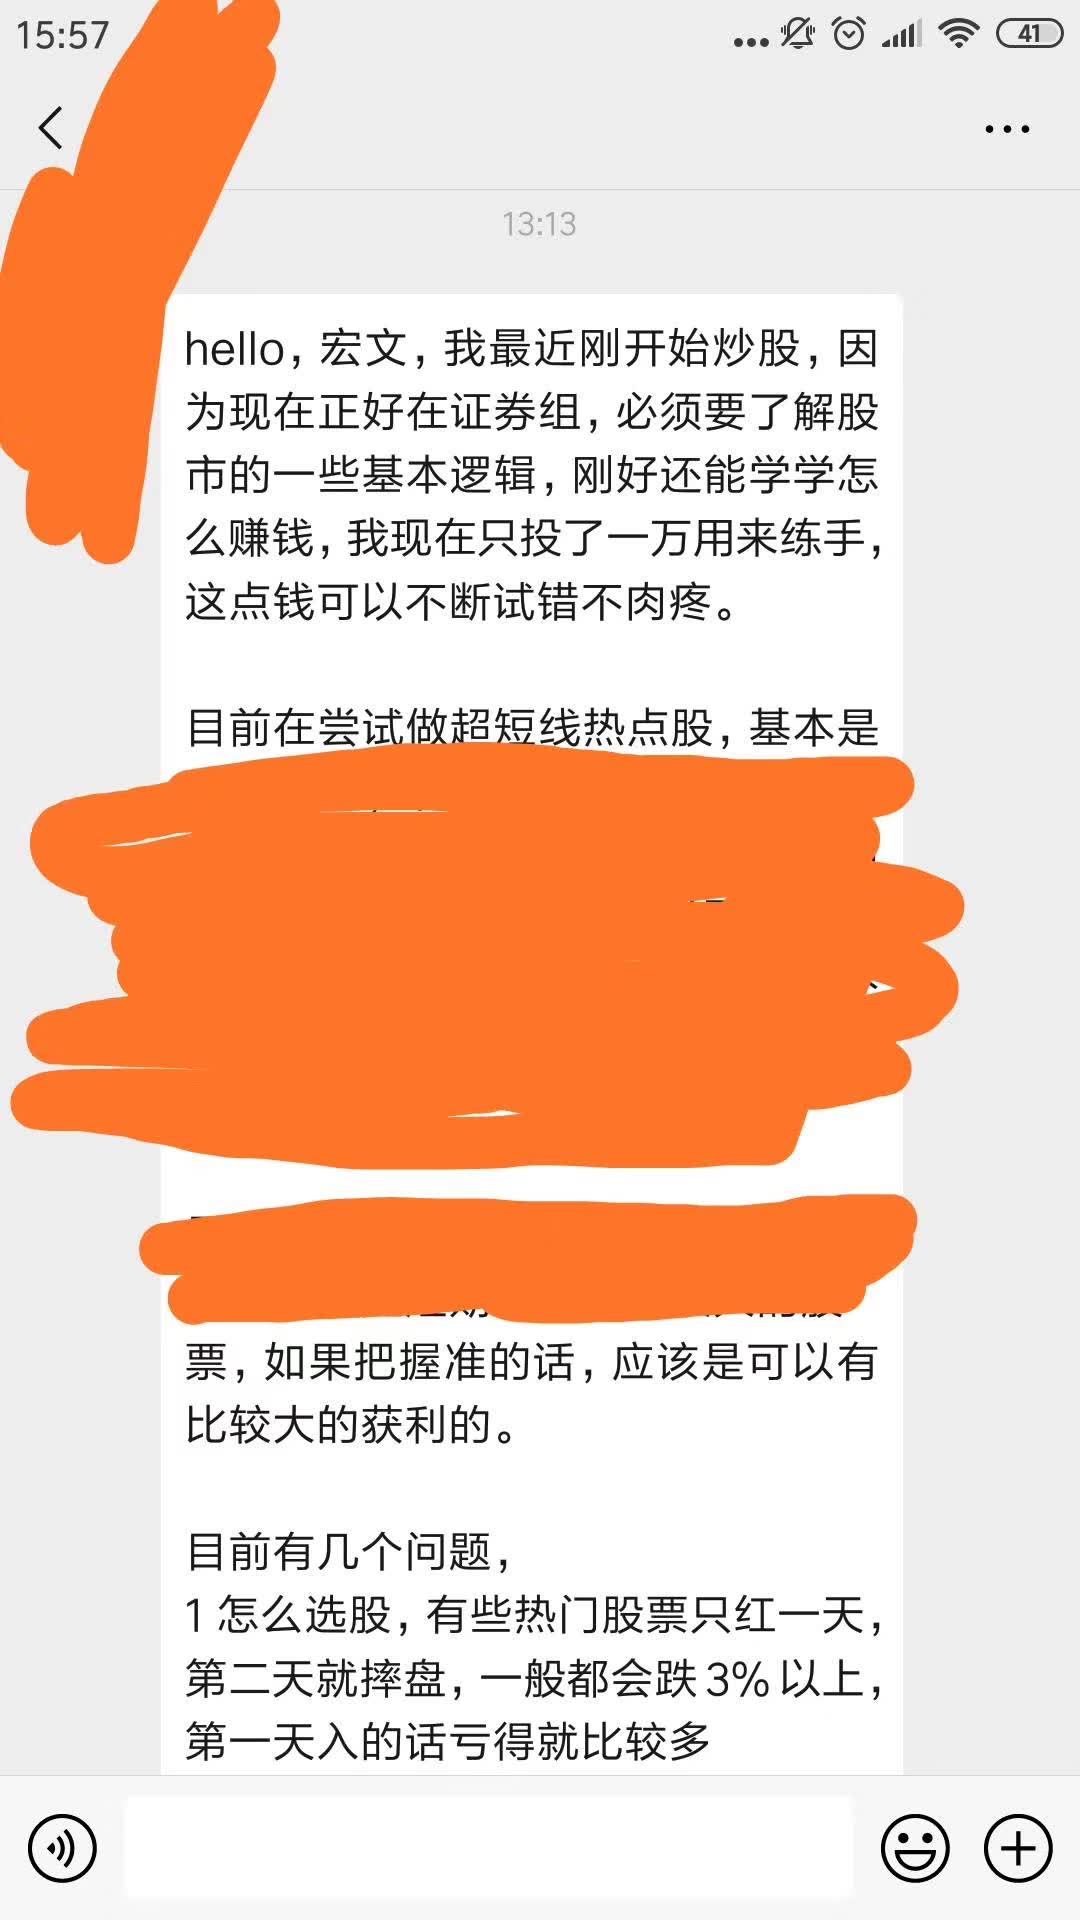 15:57
41
13:13
hello，宏文，我最近刚开始炒股，因
为现在正好在证券组，必须要了解股
市的一些基本逻辑，刚好还能学学怎
么赚钱，我现在只投了一万用来练手，
这点钱可以不断试错不肉疼。
目前在尝试做超短线热点股，基本是
票，如果把握准的话，应该是可以有
比较大的获利的。
目前有几个问题，
1 怎么选股，有些热门股票只红一天，
第二天就摔盘，一般都会跌3%以上，
第一天入的话亏得就比较多